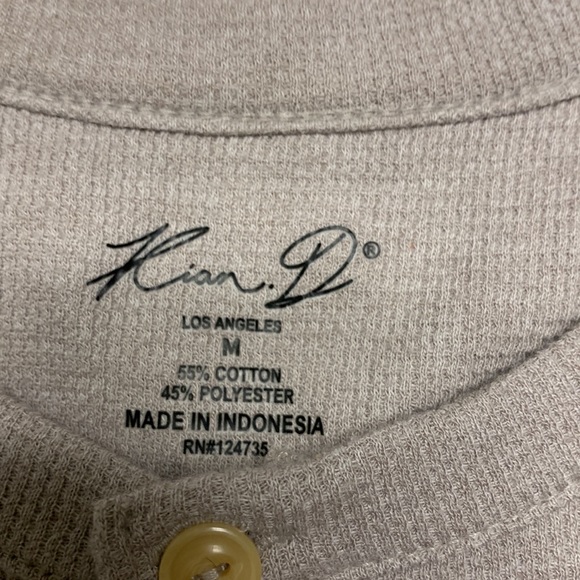 Kian.D®
LOS ANGELES
M
55% COTTON
45% POLYESTER
MADE IN INDONESIA
RN#124735